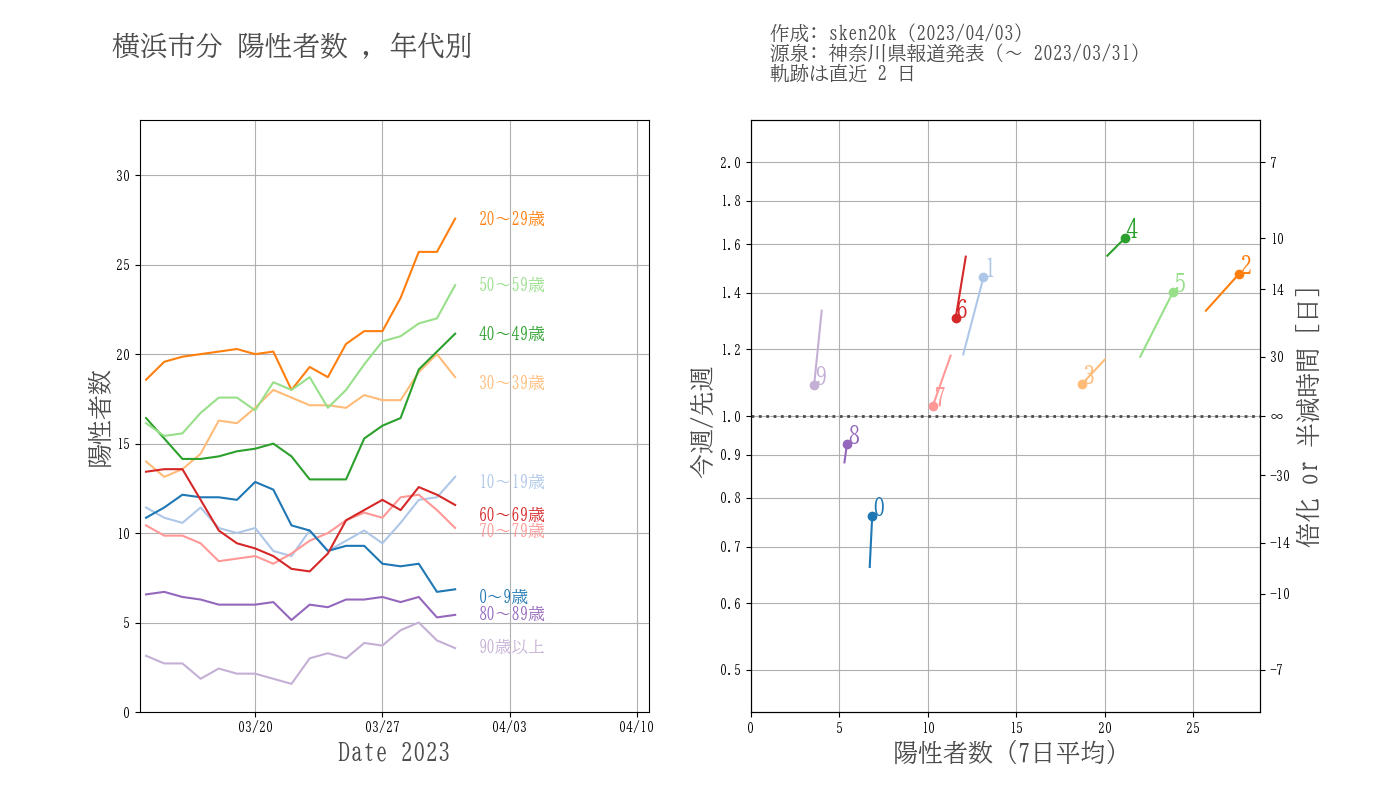 横浜市分 陽性者数 , 年代別
作成: sken20k (2023/04/03)
源泉: 神奈川県報道発表 (〜 2023/03/31)
軌跡は直近 2 日
陽性者数
30
25
20
15
10
5
0
20〜29歳
50〜59歳
40〜49歳
30〜39歳
10〜19歳
60〜69歳
70〜79歳
0〜9歳
80〜89歳
90歳以上
03/20
03/27
04/03
04/10
Date 2023
今週/先週
2.0
1.8
1.6
1.4
1.2
1.0
0.9
0.8
0.7
0.6
0.5
4
2
1
5
6
3
9
7
8
0
7
10
14
30
∞
−30
−14
−10
−7
倍化 or 半減時間 [日]
0
5
10
15
20
25
陽性者数 (7日平均)